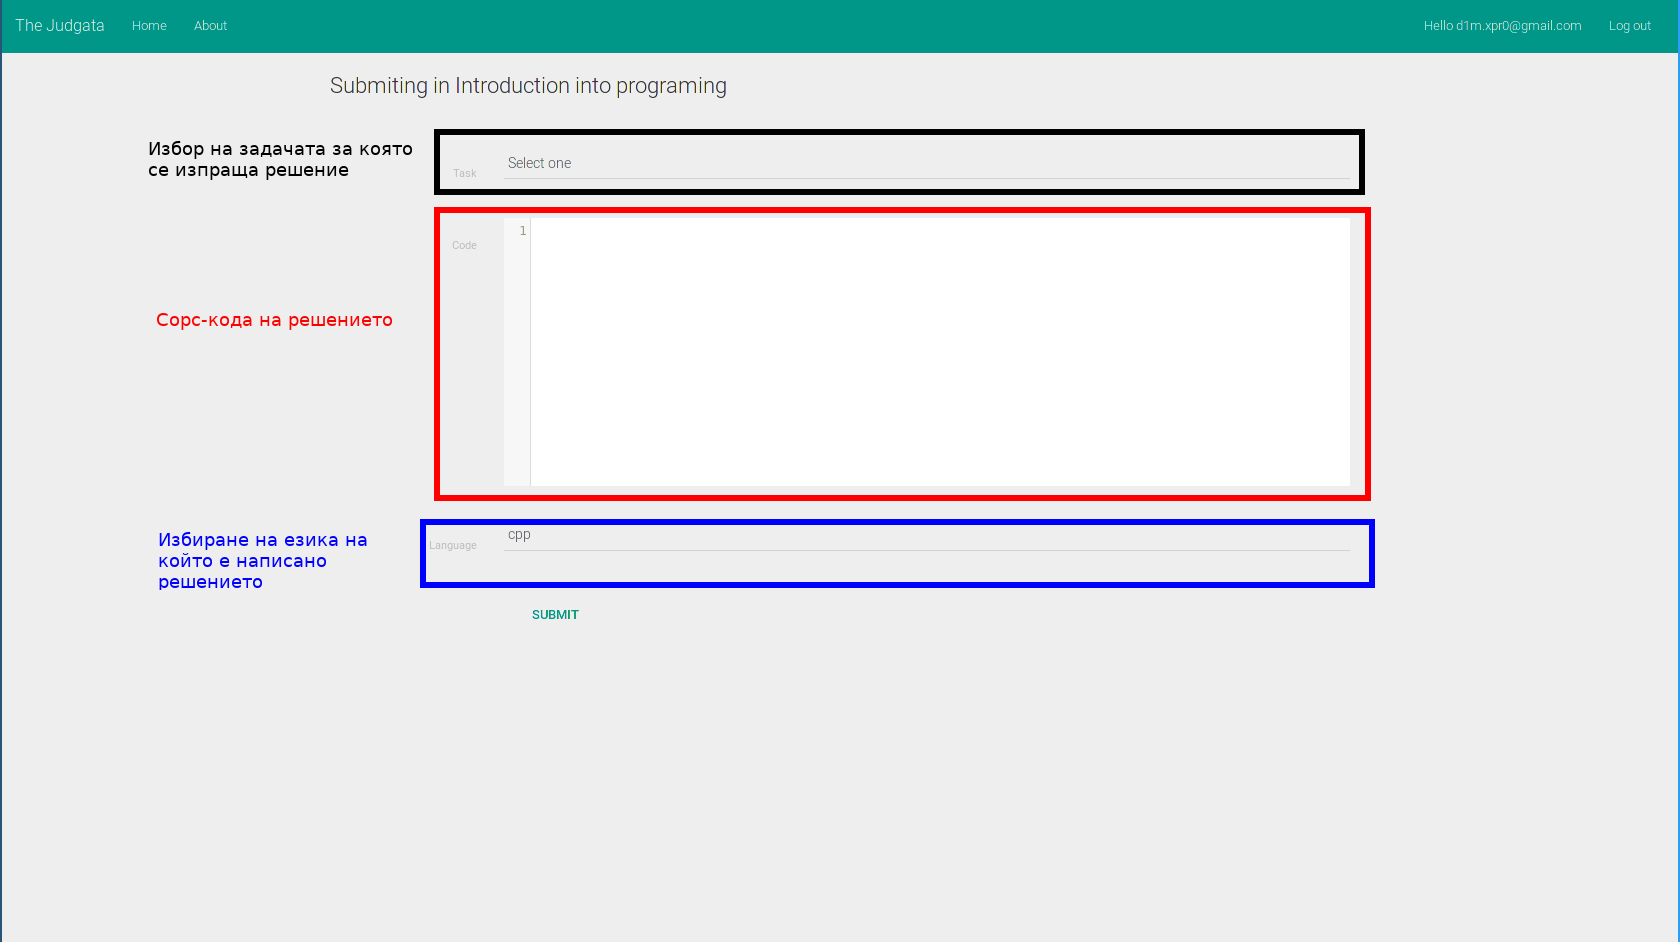 The Judgata Home About Hello d1m.xpr0@gmail.com Log out
Submiting in Introduction into programing
Избор на задачата за която
се изпраща решение
Task Select one
Code 1
Сорс-кода на решението
Избиране на езика на
който е написано
решението
Language cpp
SUBMIT